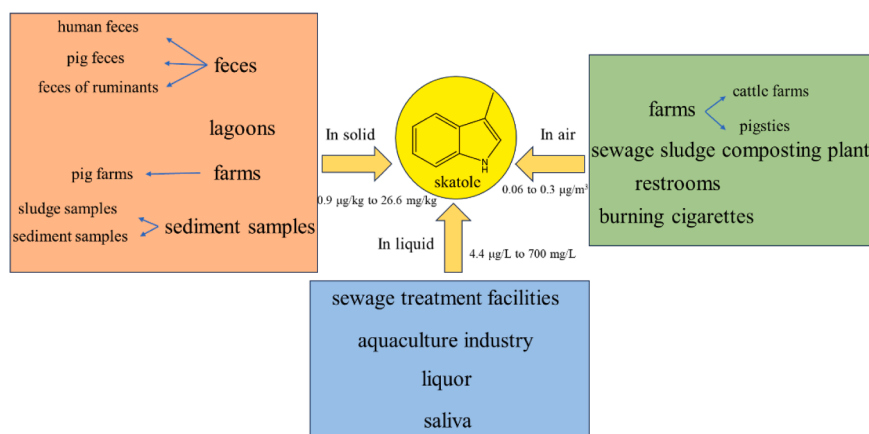 human feces
pig feces
feces of ruminants
feces
lagoons
pig farms
farms
sludge samples
sediment samples
sediment samples
In solid
0.9 μg/kg to 26.6 mg/kg
N
H
skatole
In air
0.06 to 0.3 μg/m³
In liquid
4.4 μg/L to 700 mg/L
farms
cattle farms
pigsties
sewage sludge composting plant
restrooms
burning cigarettes
sewage treatment facilities
aquaculture industry
liquor
saliva